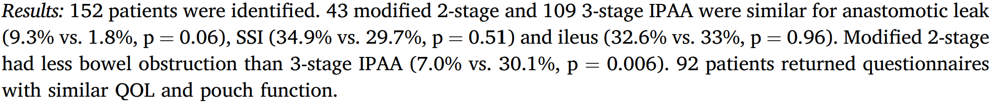 Results: 152 patients were identified. 43 modified 2-stage and 109 3-stage IPAA were similar for anastomotic leak
(9.3% vs. 1.8%, p = 0.06), SSI (34.9% vs. 29.7%, p = 0.51) and ileus (32.6% vs. 33%, p = 0.96). Modified 2-stage
had less bowel obstruction than 3-stage IPAA (7.0% vs. 30.1%, p = 0.006). 92 patients returned questionnaires
with similar QOL and pouch function.